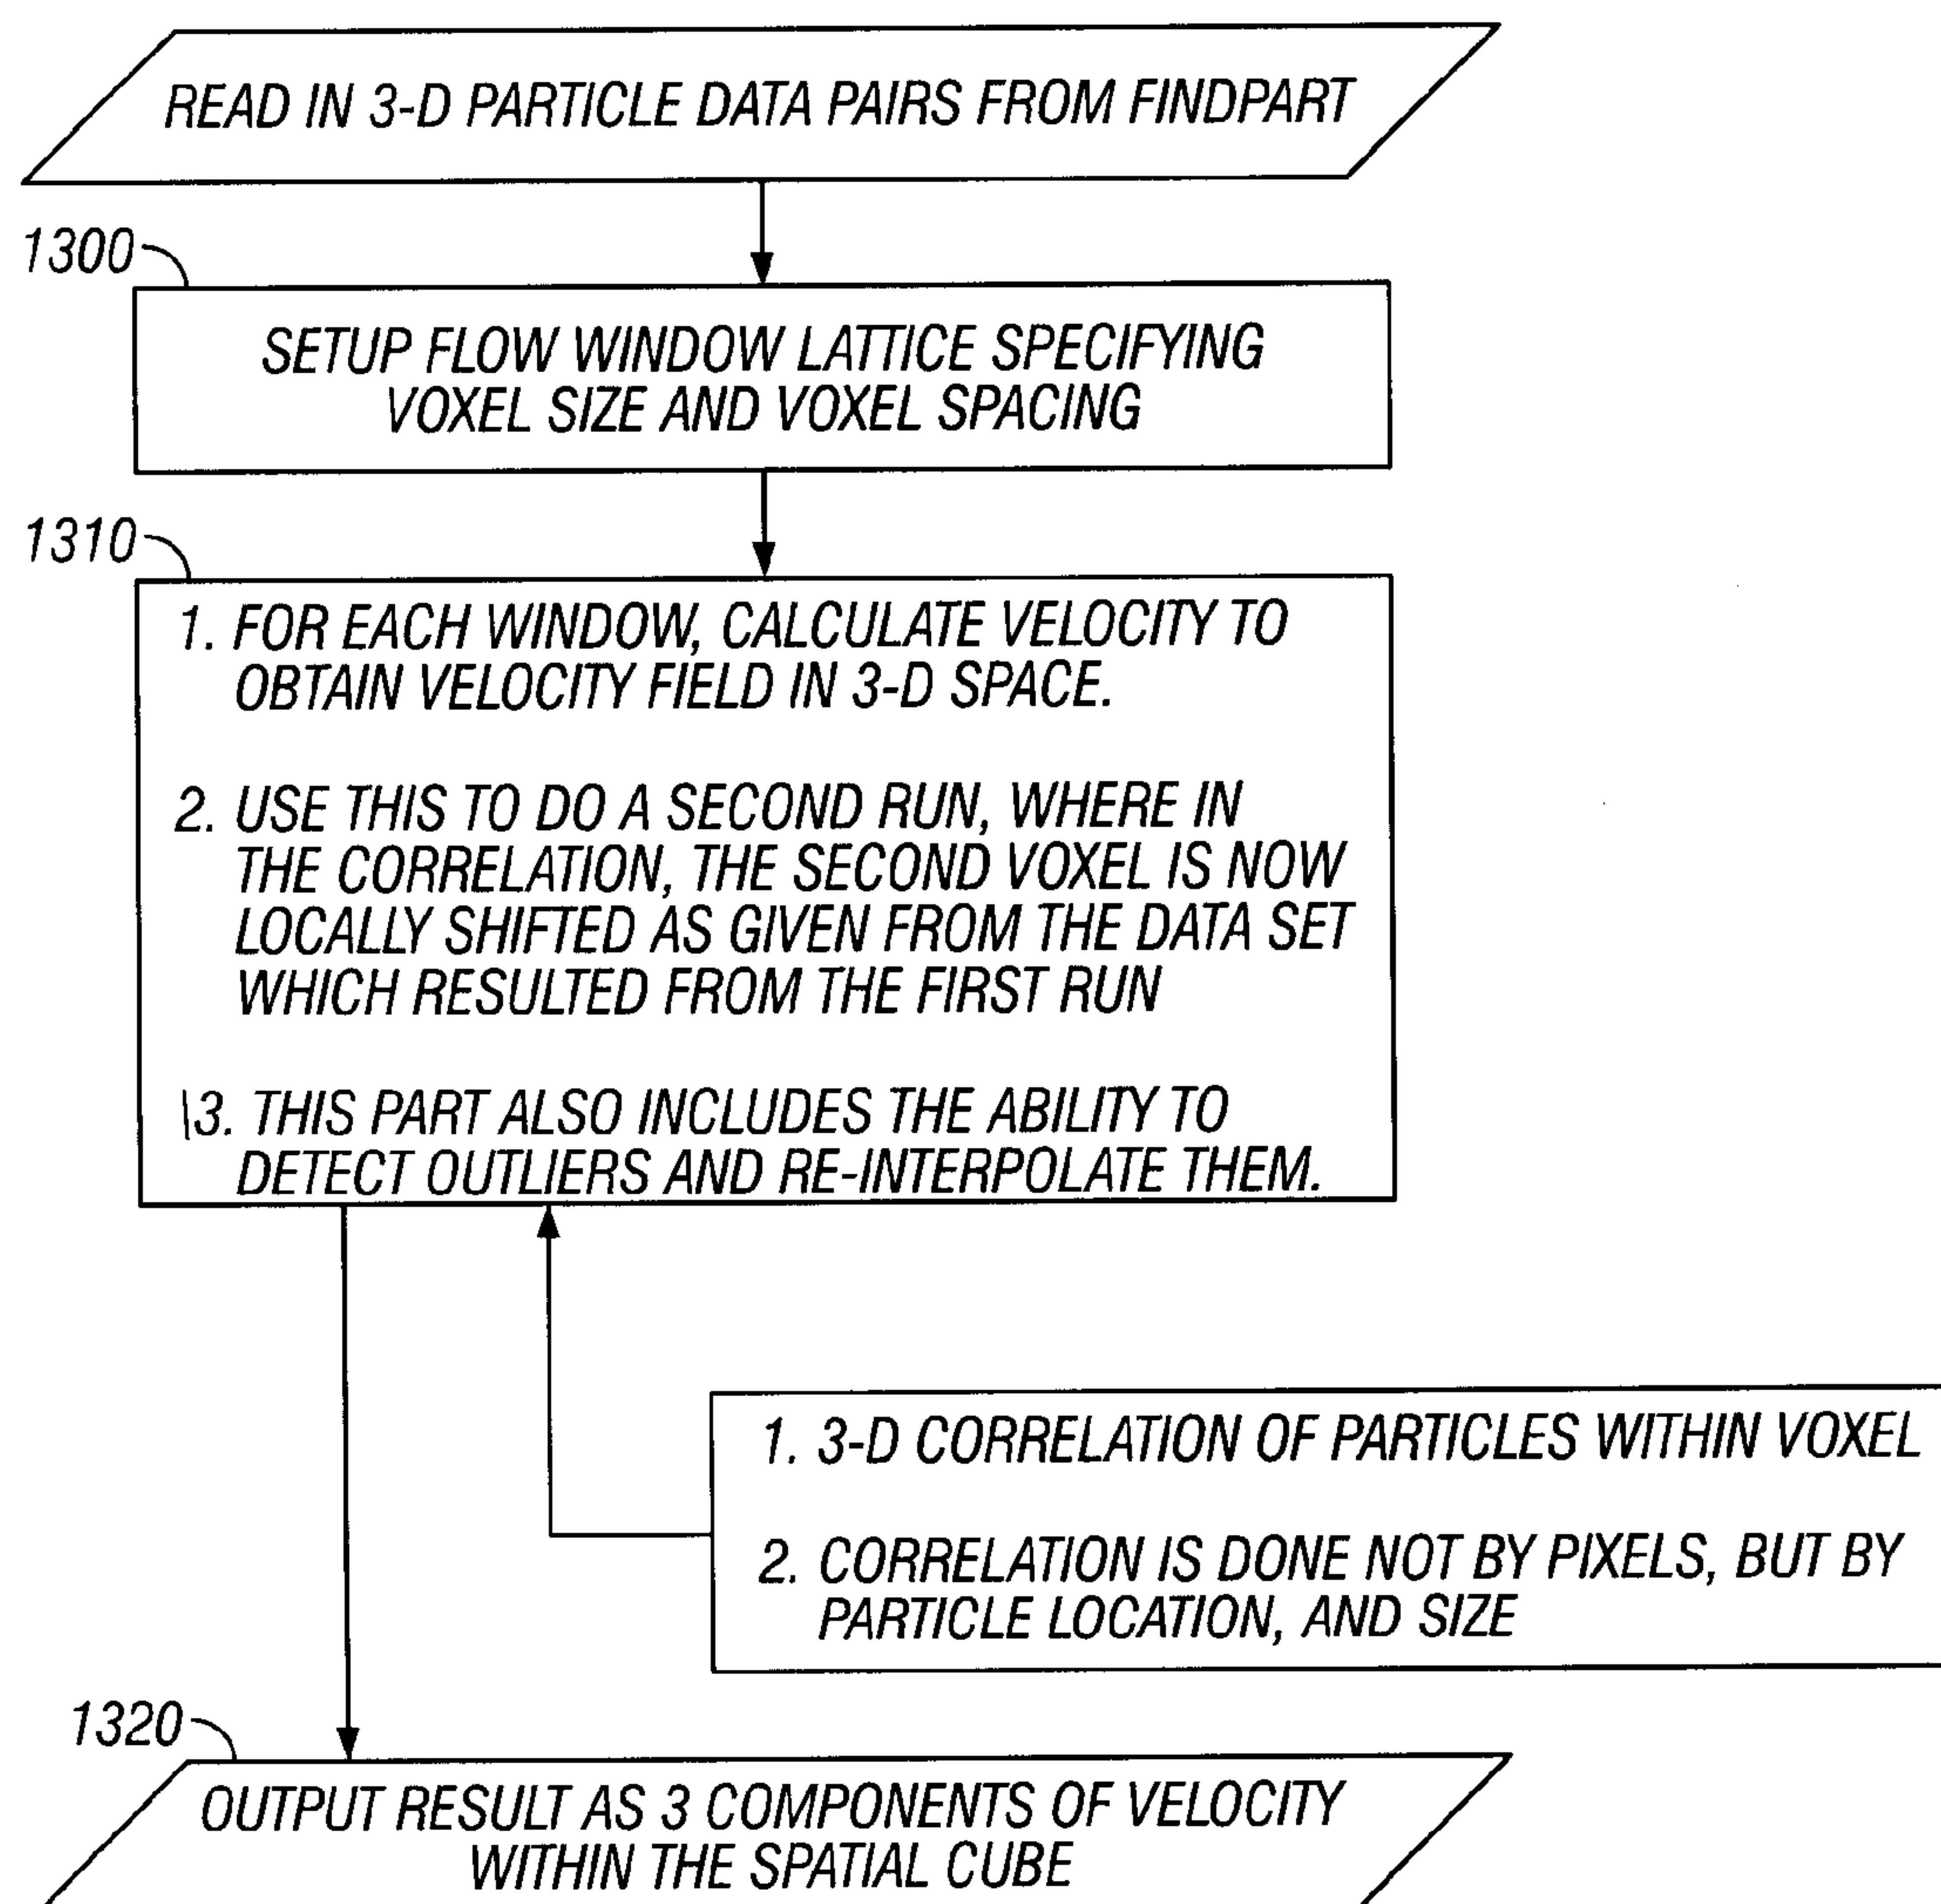 READ IN 3-D PARTICLE DATA PAIRS FROM FINDPART
1300
SETUP FLOW WINDOW LATTICE SPECIFYING
VOXEL SIZE AND VOXEL SPACING
1310
1. FOR EACH WINDOW, CALCULATE VELOCITY TO
OBTAIN VELOCITY FIELD IN 3-D SPACE.
2. USE THIS TO DO A SECOND RUN, WHERE IN
THE CORRELATION, THE SECOND VOXEL IS NOW
LOCALLY SHIFTED AS GIVEN FROM THE DATA SET
WHICH RESULTED FROM THE FIRST RUN
\3. THIS PART ALSO INCLUDES THE ABILITY TO
DETECT OUTLIERS AND RE-INTERPOLATE THEM.
1. 3-D CORRELATION OF PARTICLES WITHIN VOXEL
2. CORRELATION IS DONE NOT BY PIXELS, BUT BY
PARTICLE LOCATION, AND SIZE
1320
OUTPUT RESULT AS 3 COMPONENTS OF VELOCITY
WITHIN THE SPATIAL CUBE